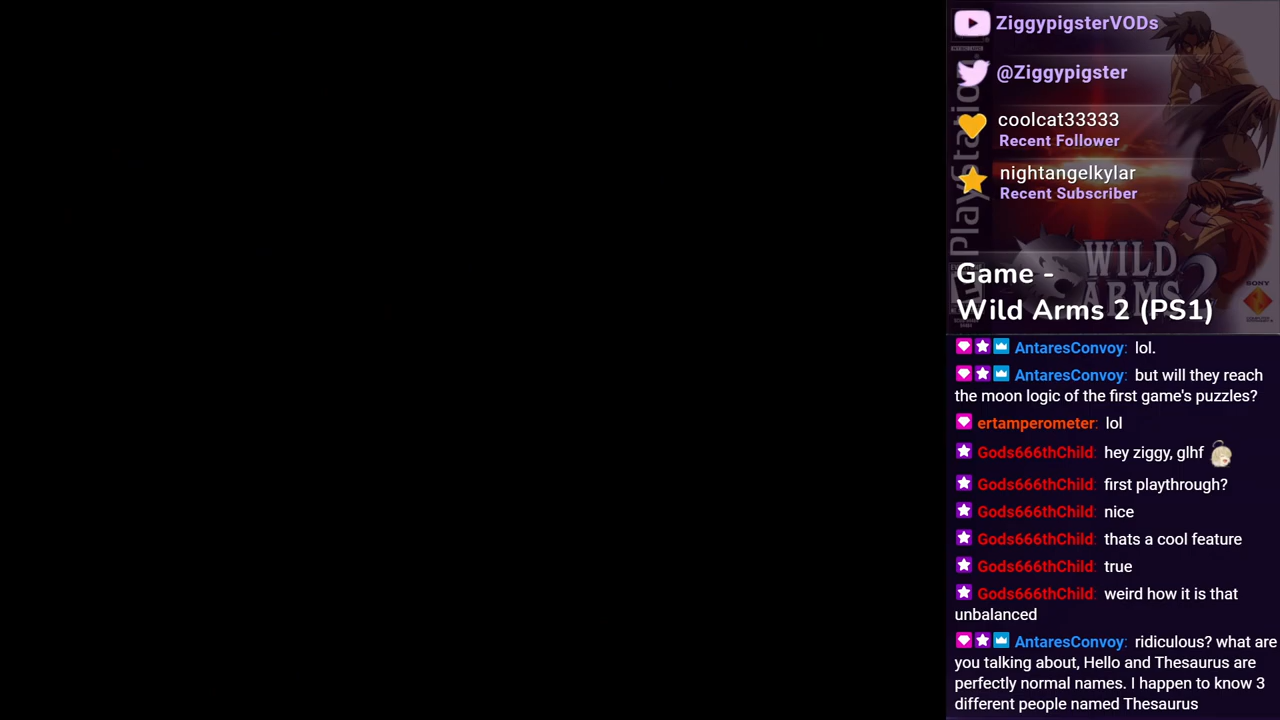 ZiggypigsterVODs
@Ziggypigster
coolcat33333
Recent Follower
nightangelkylar
Recent Subscriber
PlayStation
WILD
ARMS 2
SONY
Game -
Wild Arms 2 (PS1)
AntaresConvoy: lol.
AntaresConvoy: but will they reach
the moon logic of the first game's puzzles?
ertamperometer: lol
Gods666thChild: hey ziggy, glhf
Gods666thChild: first playthrough?
Gods666thChild: nice
Gods666thChild: thats a cool feature
Gods666thChild: true
Gods666thChild: weird how it is that
unbalanced
AntaresConvoy: ridiculous? what are
you talking about, Hello and Thesaurus are
perfectly normal names. I happen to know 3
different people named Thesaurus